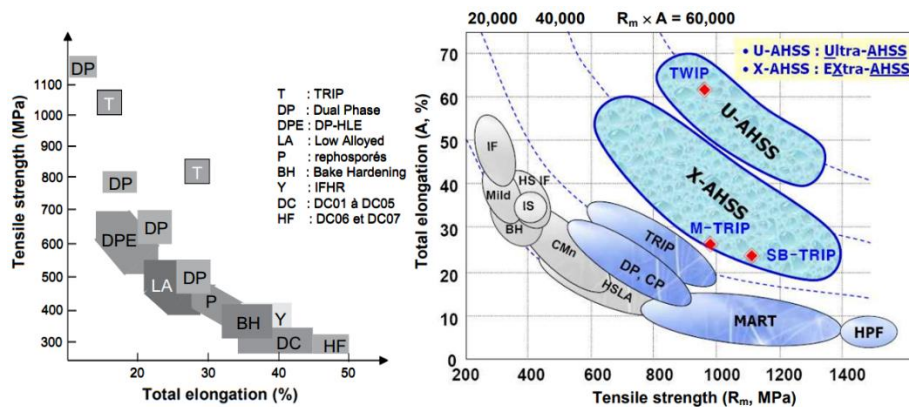 Tensile strength (MPa)
1100
1000
900
800
700
600
500
400
300
DP
T
T
DP
DPE
DP
LA
DP
P
BH
Y
DC
HF
20
30
40
50
Total elongation (%)
T : TRIP
DP : Dual Phase
DPE : DP-HLE
LA : Low Alloyed
P : rephosporés
BH : Bake Hardening
Y : IFHR
DC : DC01 à DC05
HF : DC06 et DC07
20,000 40,000 R_m × A = 60,000
• U-AHSS : Ultra-AHSS
• X-AHSS : EXtra-AHSS
Total elongation (A, %)
70
60
50
40
30
20
10
0
TWIP
U-AHSS
X-AHSS
M-TRIP
SB-TRIP
IF
Mild
HS IF
IS
BH
CMn
HSLA
TRIP
DP, CP
MART
HPF
200 400 600 800 1000 1200 1400
Tensile strength (R_m, MPa)